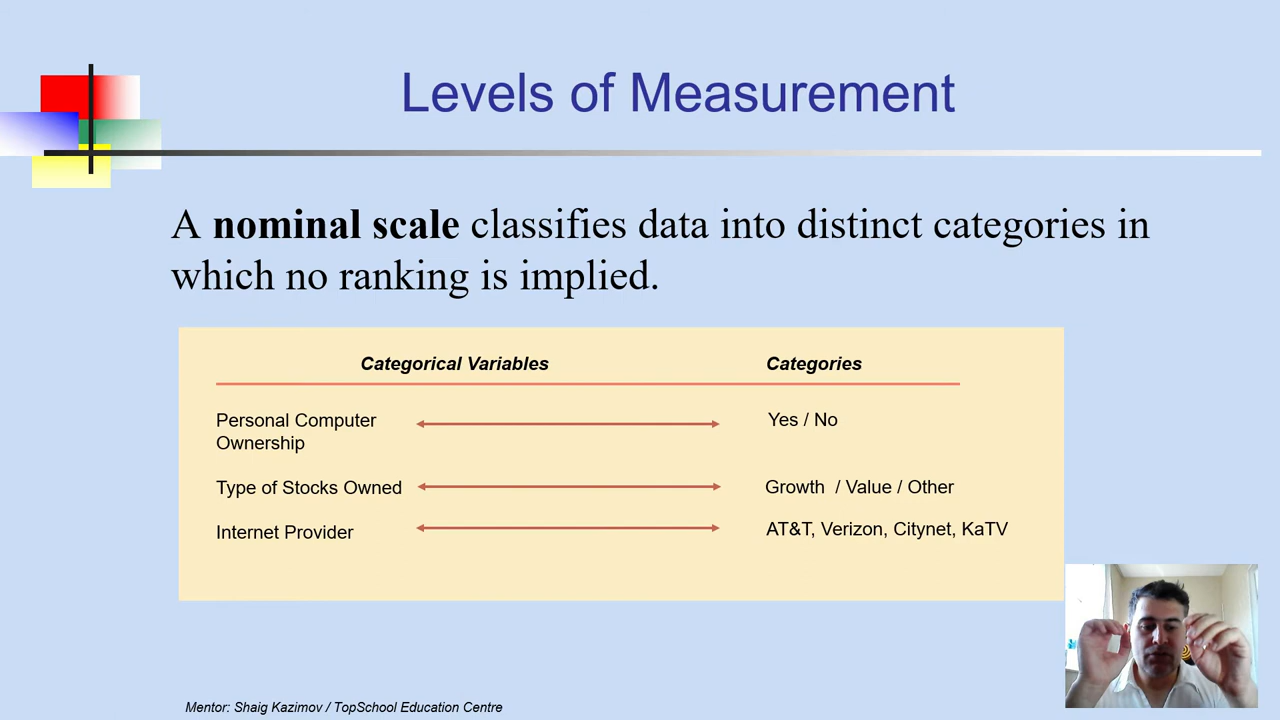 Levels of Measurement
A nominal scale classifies data into distinct categories in
which no ranking is implied.
Categorical Variables Categories
Personal Computer
Ownership
Yes / No
Type of Stocks Owned Growth / Value / Other
Internet Provider AT&T, Verizon, Citynet, KaTV
Mentor: Shaig Kazimov / TopSchool Education Centre